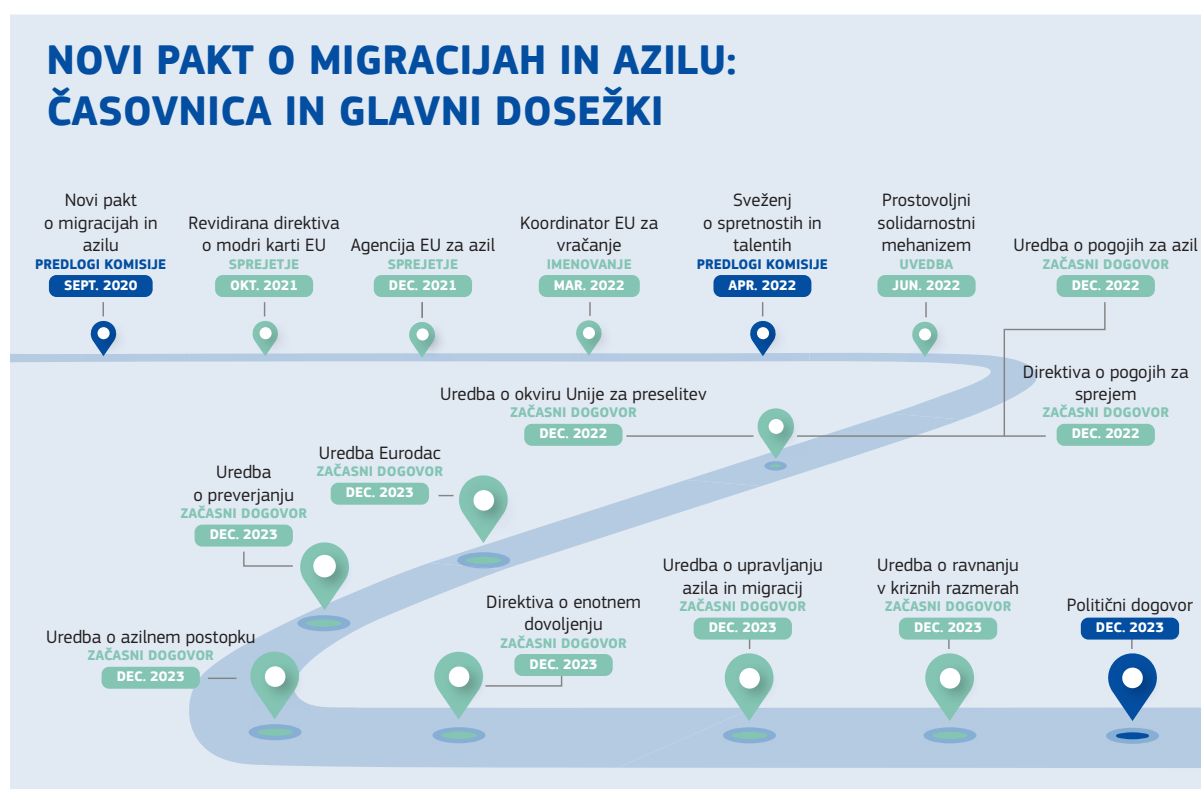 NOVI PAKT O MIGRACIJAH IN AZILU:
ČASOVNICA IN GLAVNI DOSEŽKI
Novi pakt
o migracijah in
azilu
PREDLOGI KOMISIJE
SEPT. 2020
Revidirana direktiva
o modri karti EU
SPREJETJE
OKT. 2021
Agencija EU za azil
SPREJETJE
DEC. 2021
Koordinator EU za
vračanje
IMENOVANJE
MAR. 2022
Sveženj
o spretnostih in
talentih
PREDLOGI KOMISIJE
APR. 2022
Prostovoljni
solidarnostni
mehanizem
UVEDBA
JUN. 2022
Uredba o pogojih za azil
ZAČASNI DOGOVOR
DEC. 2022
Direktiva o pogojih za
sprejem
ZAČASNI DOGOVOR
DEC. 2022
Uredba o okviru Unije za preselitev
ZAČASNI DOGOVOR
DEC. 2022
Uredba Eurodac
ZAČASNI DOGOVOR
DEC. 2023
Uredba
o preverjanju
ZAČASNI DOGOVOR
DEC. 2023
Uredba o azilnem postopku
ZAČASNI DOGOVOR
DEC. 2023
Direktiva o enotnem
dovoljenju
ZAČASNI DOGOVOR
DEC. 2023
Uredba o upravljanju
azila in migracij
ZAČASNI DOGOVOR
DEC. 2023
Uredba o ravnanju
v kriznih razmerah
ZAČASNI DOGOVOR
DEC. 2023
Politični dogovor
DEC. 2023